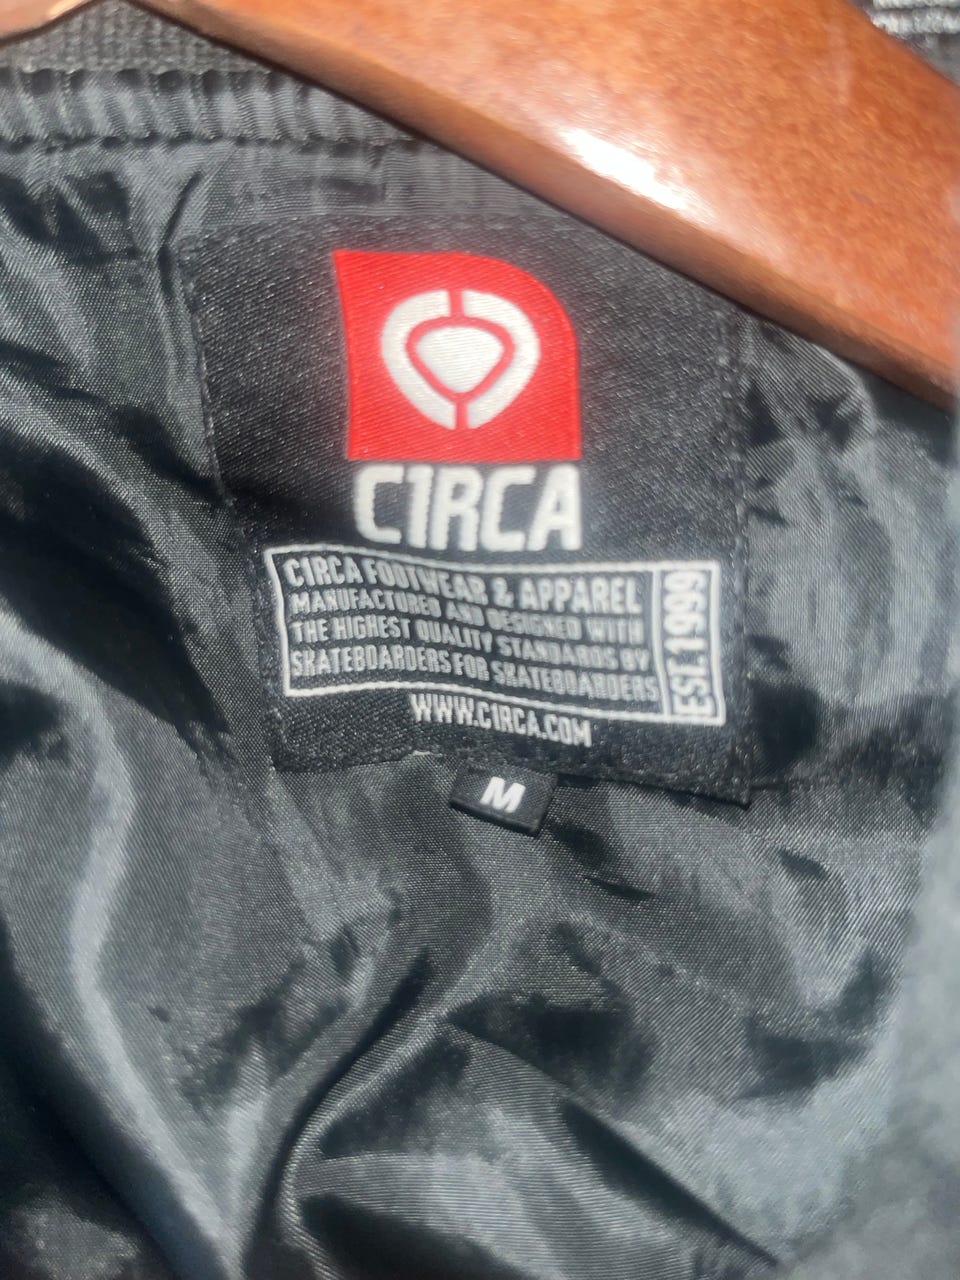 C1RCA
C1RCA FOOTWEAR & APPAREL
MANUFACTURED AND DESIGNED WITH
THE HIGHEST QUALITY STANDARDS BY
SKATEBOARDERS FOR SKATEBOARDERS
EST.1999
WWW.C1RCA.COM
M